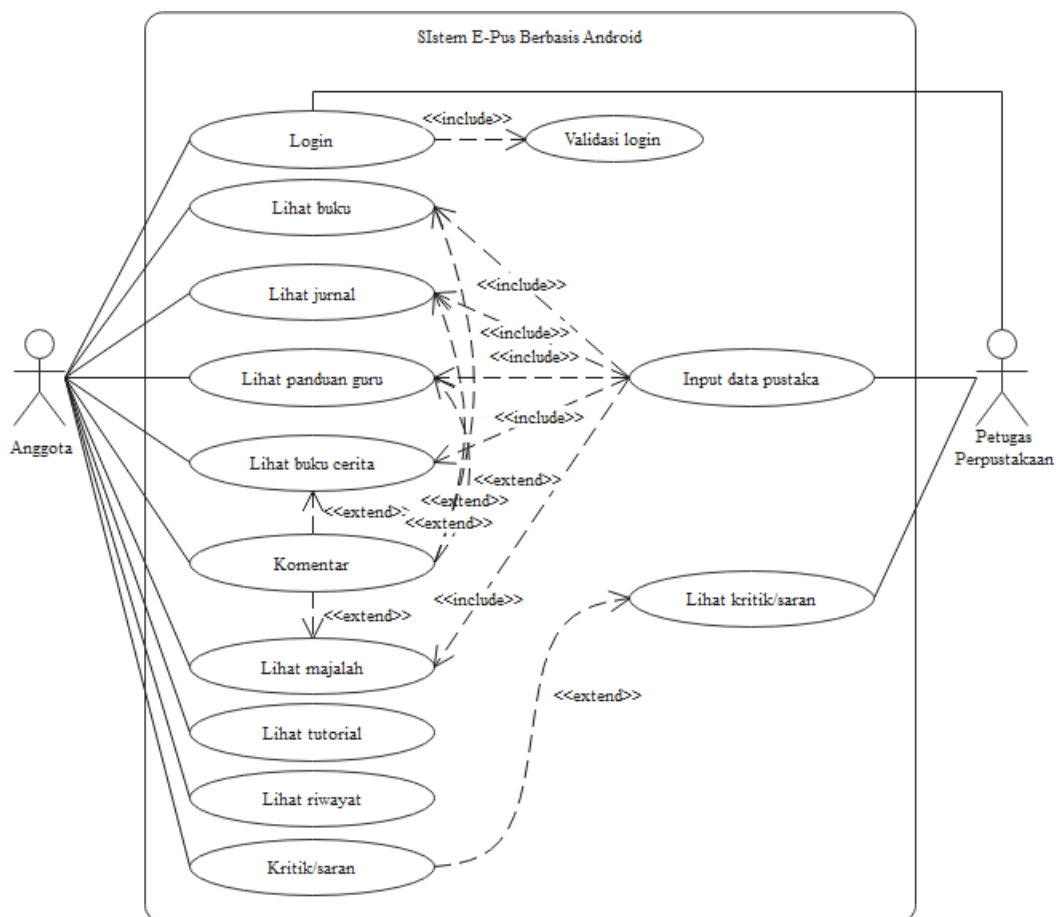 SIstem E-Pus Berbasis Android
<<include>>
Login
Validasi login
Lihat buku
<<include>>
Lihat jurnal
<<include>>
<<include>>
Lihat panduan guru
Input data pustaka
<<include>>
Anggota
Petugas
Perpustakaan
Lihat buku cerita
<<extend>>
<<extend>>
<<extend>>
<<extend>>
Komentar
<<include>>
Lihat kritik/saran
<<extend>>
Lihat majalah
<<extend>>
Lihat tutorial
Lihat riwayat
Kritik/saran